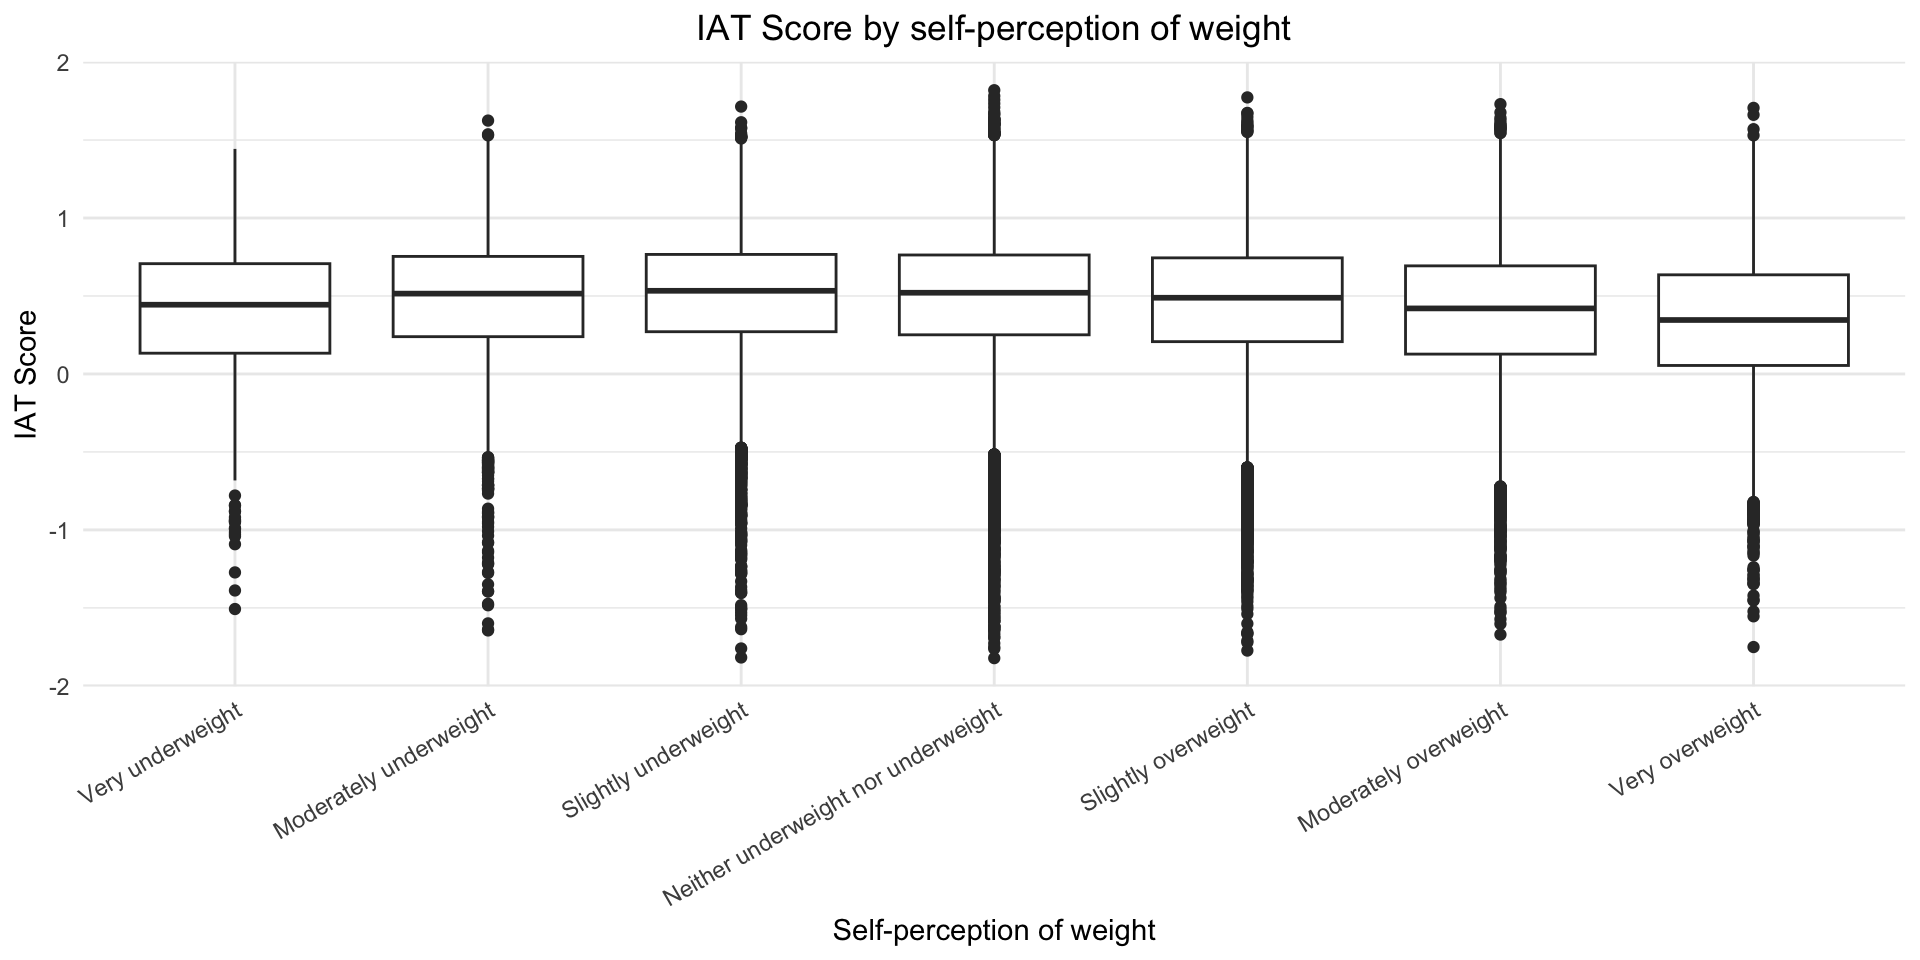 IAT Score by self-perception of weight
IAT Score
2
1
0
-1
-2
Very underweight
Moderately underweight
Slightly underweight
Neither underweight nor underweight
Slightly overweight
Moderately overweight
Very overweight
Self-perception of weight